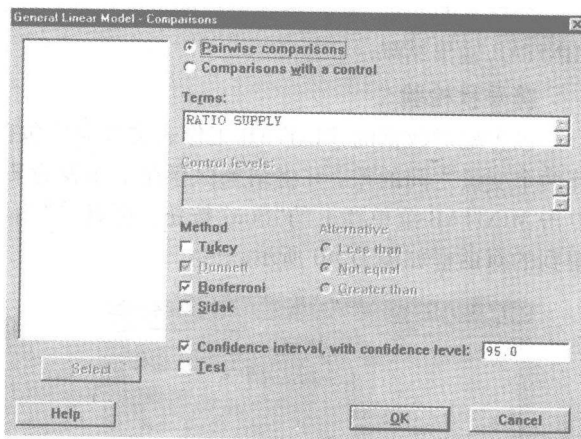 General Linear Model - Comparisons
Pairwise comparisons
Comparisons with a control
Terms:
RATIO SUPPLY
Control levels:
Method
Alternative
Tukey
Less than
Dunnett
Not equal
Bonferroni
Greater than
Sidak
Confidence interval, with confidence level: 95.0
Test
Select
Help
OK
Cancel